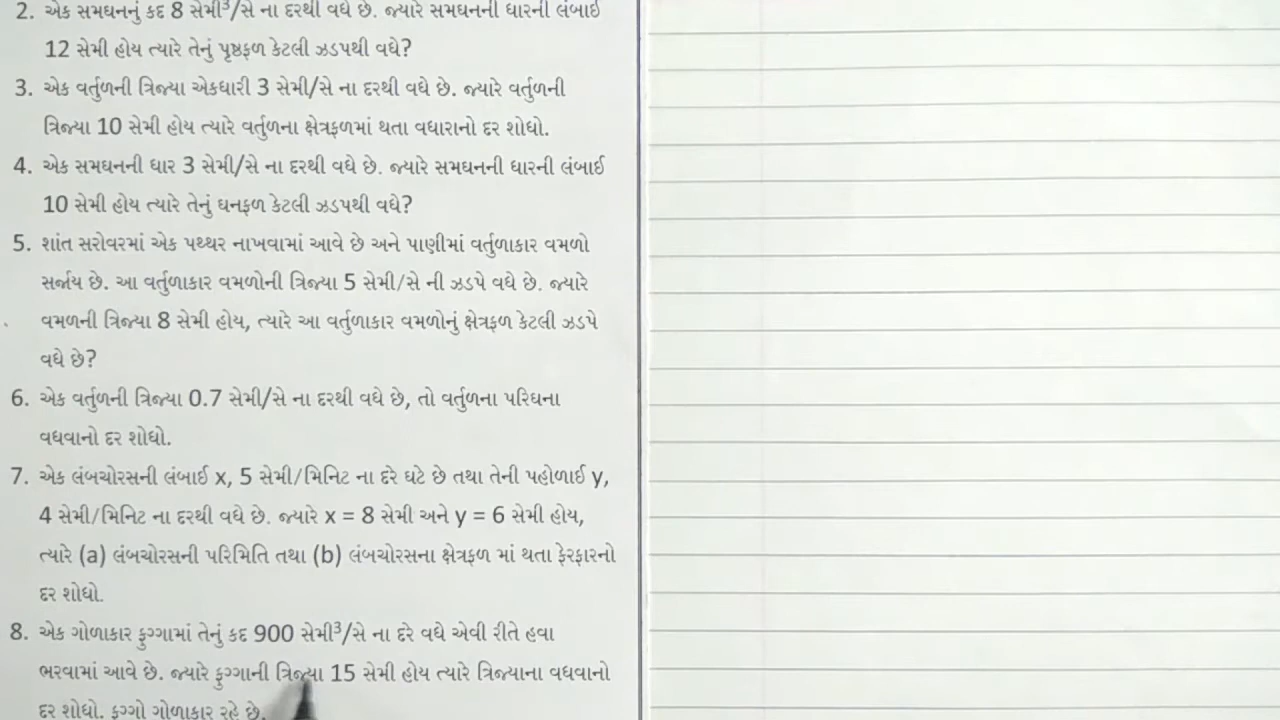 2. એક સમઘનનું કદ 8 સેમી³/સે ના દરથી વધે છે. જ્યારે સમઘનની ધારની લંબાઈ
12 સેમી હોય ત્યારે તેનું પૃષ્ઠફળ કેટલી ઝડપથી વધે?
3. એક વર્તુળની ત્રિજ્યા એકધારી 3 સેમી/સે ના દરથી વધે છે. જ્યારે વર્તુળની
ત્રિજ્યા 10 સેમી હોય ત્યારે વર્તુળના ક્ષેત્રફળમાં થતા વધારાનો દર શોધો.
4. એક સમઘનની ધાર 3 સેમી/સે ના દરથી વધે છે. જ્યારે સમઘનની ધારની લંબાઈ
10 સેમી હોય ત્યારે તેનું ઘનફળ કેટલી ઝડપથી વધે?
5. શાંત સરોવરમાં એક પથ્થર નાખવામાં આવે છે અને પાણીમાં વર્તુળાકાર વમળો
સર્જાય છે. આ વર્તુળાકાર વમળોની ત્રિજ્યા 5 સેમી/સે ની ઝડપે વધે છે. જ્યારે
વમળની ત્રિજ્યા 8 સેમી હોય, ત્યારે આ વર્તુળાકાર વમળોનું ક્ષેત્રફળ કેટલી ઝડપે
વધે છે?
6. એક વર્તુળની ત્રિજ્યા 0.7 સેમી/સે ના દરથી વધે છે, તો વર્તુળના પરિઘના
વધવાનો દર શોધો.
7. એક લંબચોરસની લંબાઈ x, 5 સેમી/મિનિટ ના દરે ઘટે છે તથા તેની પહોળાઈ y,
4 સેમી/મિનિટ ના દરથી વધે છે. જ્યારે x = 8 સેમી અને y = 6 સેમી હોય,
ત્યારે (a) લંબચોરસની પરિમિતિ તથા (b) લંબચોરસના ક્ષેત્રફળ માં થતા ફેરફારનો
દર શોધો.
8. એક ગોળાકાર ફુગ્ગામાં તેનું કદ 900 સેમી³/સે ના દરે વધે એવી રીતે હવા
ભરવામાં આવે છે. જ્યારે ફુગ્ગાની ત્રિજ્યા 15 સેમી હોય ત્યારે ત્રિજ્યાના વધવાનો
દર શોધો. ફુગ્ગો ગોળાકાર રહે છે.